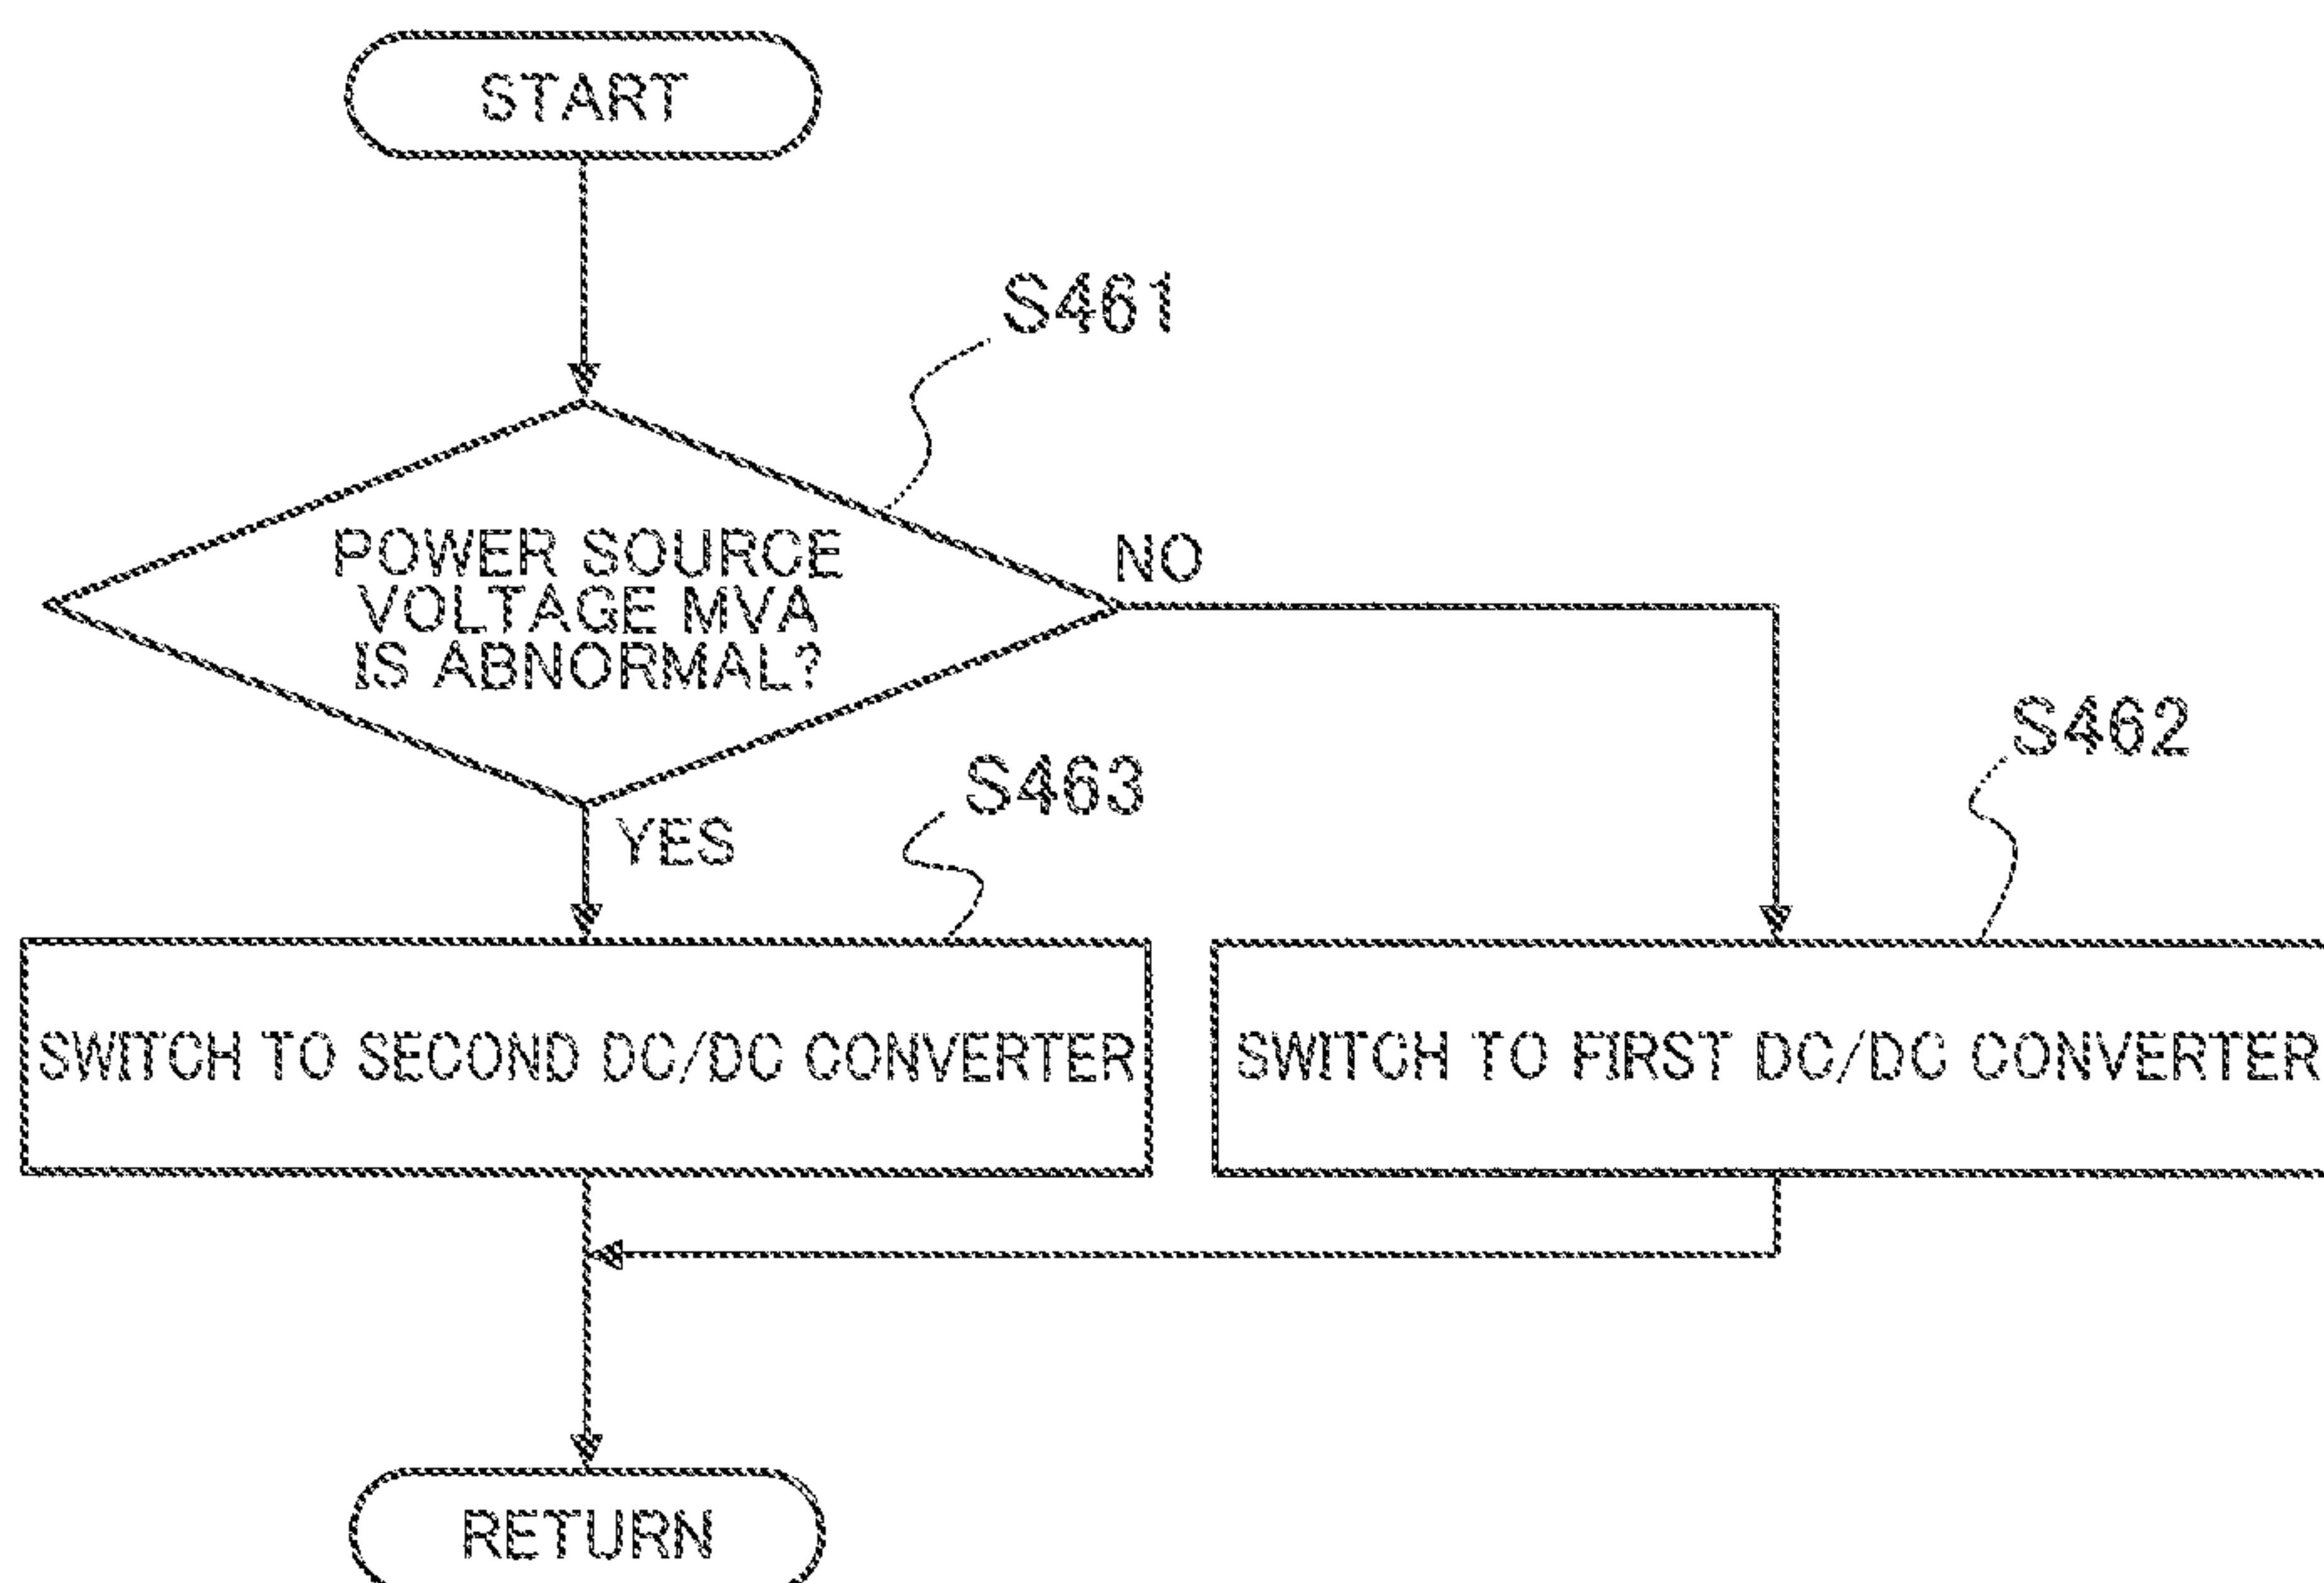 START
S461
POWER SOURCE
VOLTAGE MVA
IS ABNORMAL?
NO
S462
S463
YES
SWITCH TO SECOND DC/DC CONVERTER
SWITCH TO FIRST DC/DC CONVERTER
RETURN